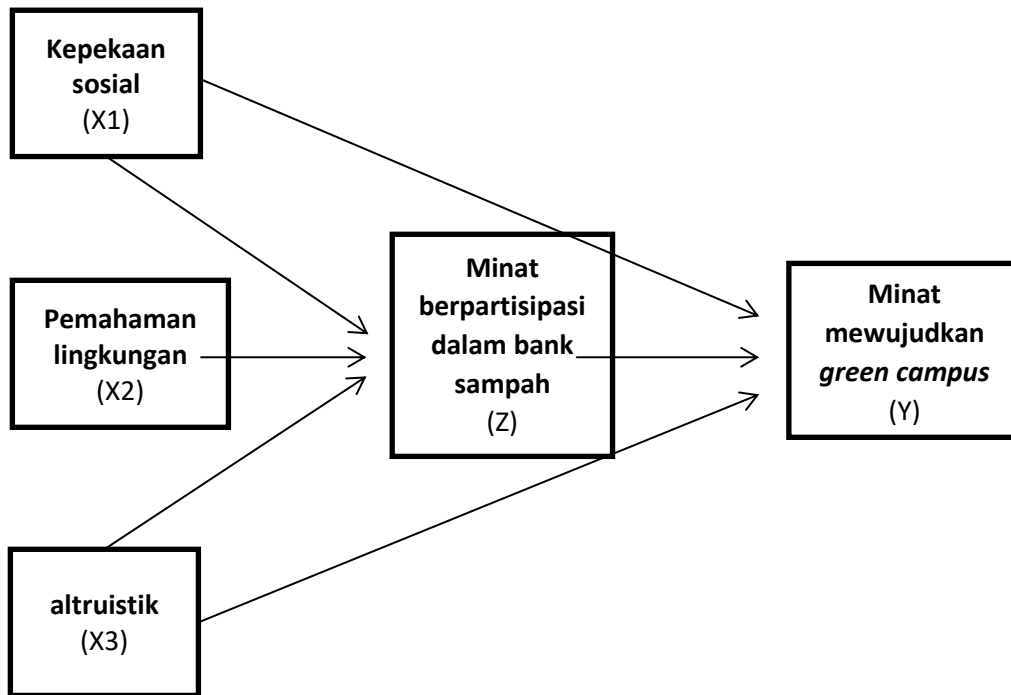 Kepekaan
sosial
(X1)
Pemahaman
lingkungan
(X2)
altruistik
(X3)
Minat
berpartisipasi
dalam bank
sampah
(Z)
Minat
mewujudkan
green campus
(Y)